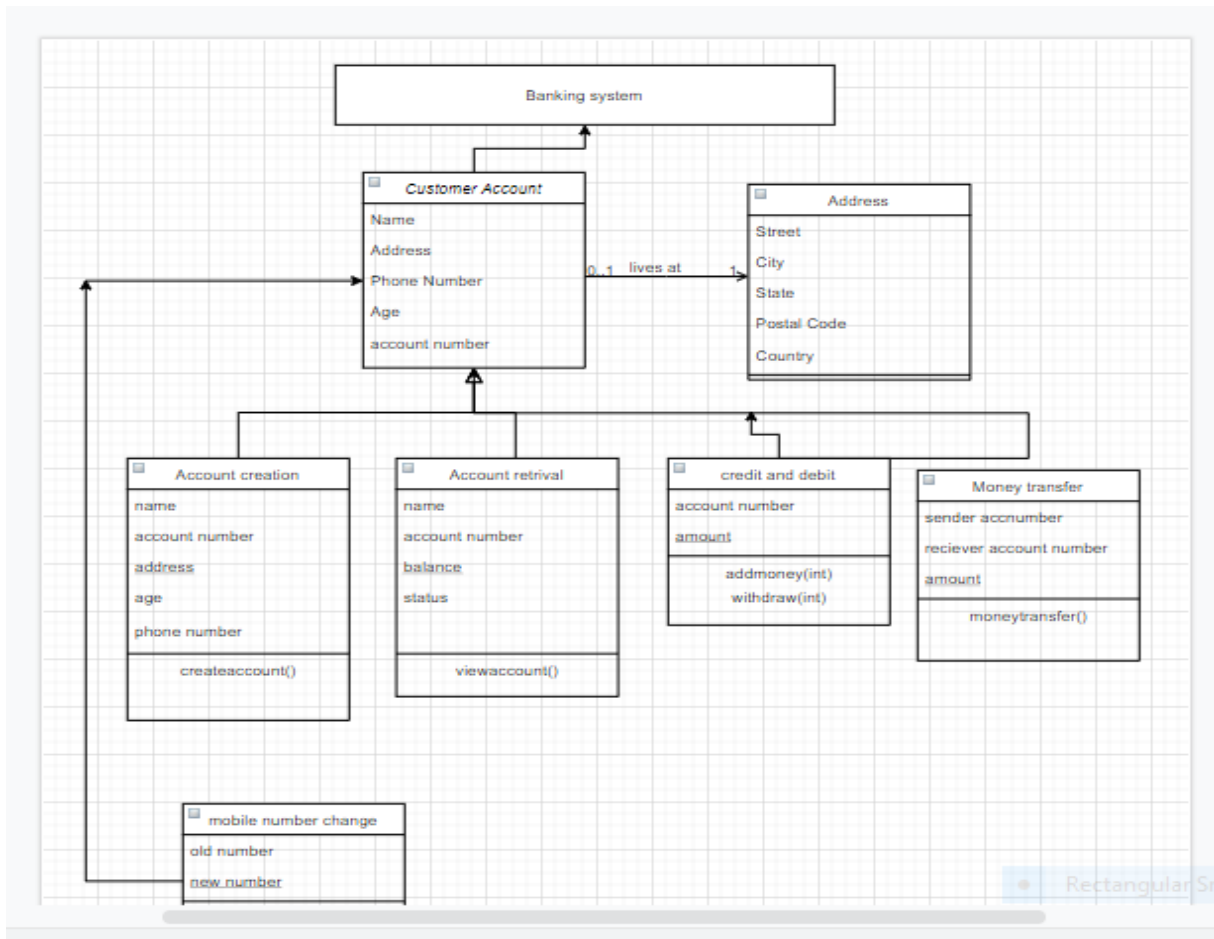 Banking system
Customer Account
Name
Address
Phone Number
Age
account number
0..1 lives at 1
Address
Street
City
State
Postal Code
Country
Account creation
name
account number
address
age
phone number
createaccount()
Account retrival
name
account number
balance
status
viewaccount()
credit and debit
account number
amount
addmoney(int)
withdraw(int)
Money transfer
sender accnumber
reciever account number
amount
moneytransfer()
mobile number change
old number
new number
Rectangular